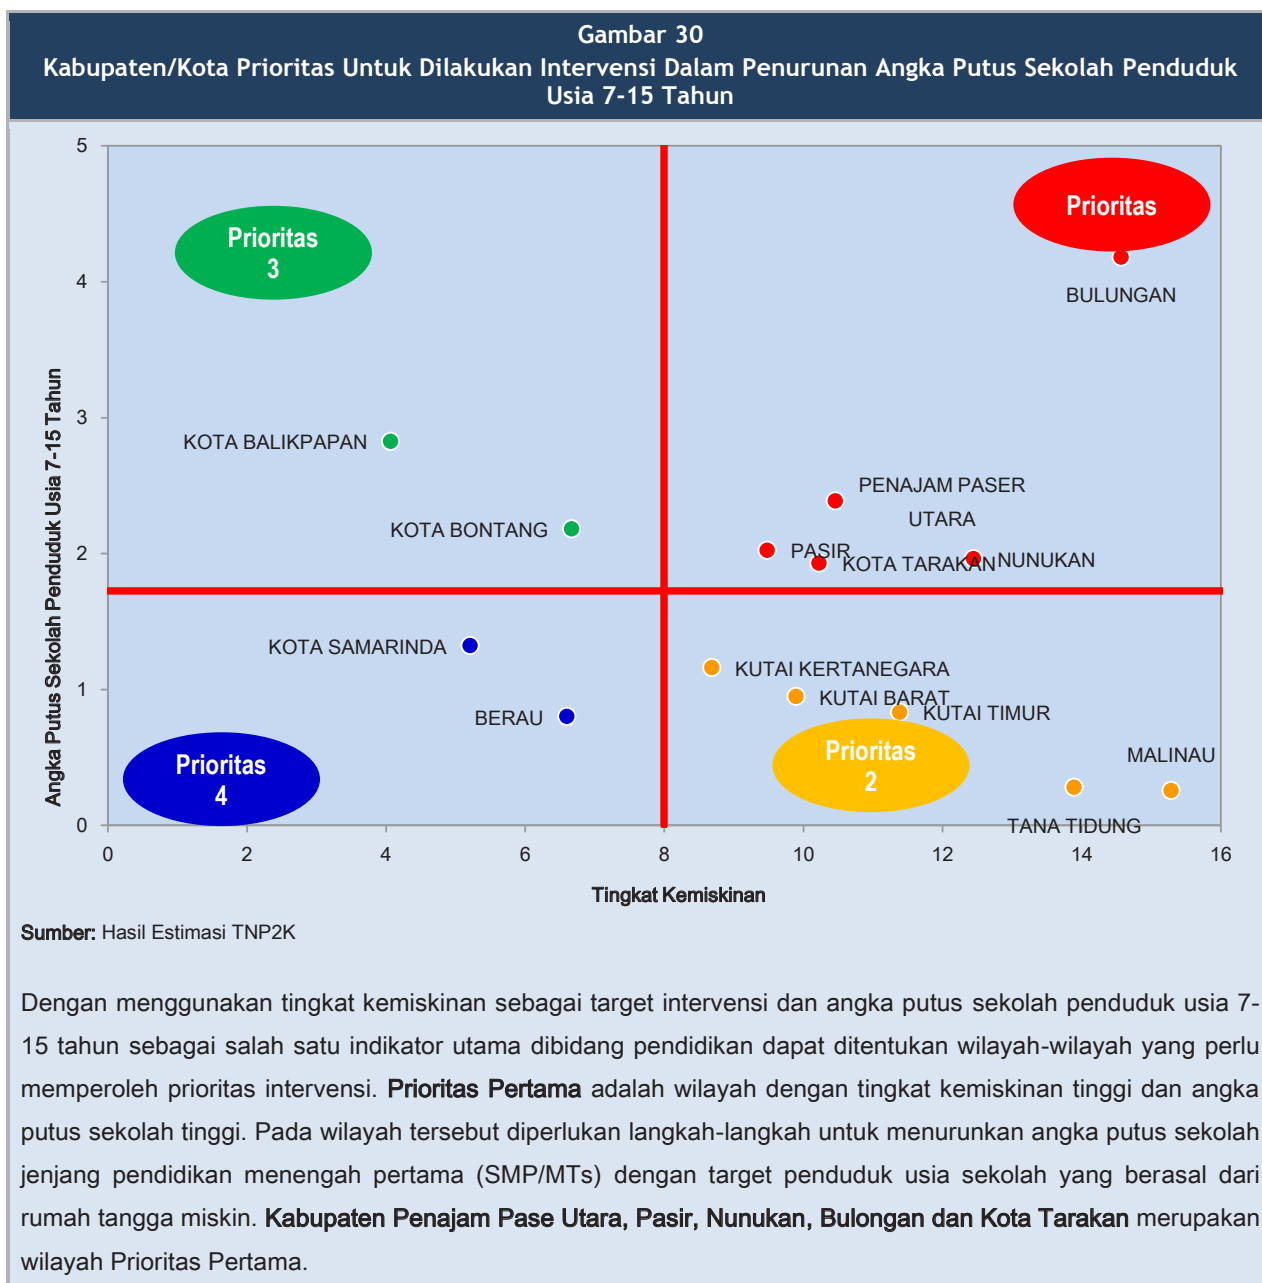 Gambar 30
Kabupaten/Kota Prioritas Untuk Dilakukan Intervensi Dalam Penurunan Angka Putus Sekolah Penduduk
Usia 7-15 Tahun
5
4
3
2
1
0
Angka Putus Sekolah Penduduk Usia 7-15 Tahun
Prioritas
3
Prioritas
BULUNGAN
KOTA BALIKPAPAN
KOTA BONTANG
PENAJAM PASER
UTARA
PASIR
KOTA TARAKAN
NUNUKAN
KOTA SAMARINDA
BERAU
KUTAI KERTANEGARA
KUTAI BARAT
KUTAI TIMUR
MALINAU
TANA TIDUNG
Prioritas
4
Prioritas
2
0 2 4 6 8 10 12 14 16
Tingkat Kemiskinan
Sumber: Hasil Estimasi TNP2K
Dengan menggunakan tingkat kemiskinan sebagai target intervensi dan angka putus sekolah penduduk usia 7-
15 tahun sebagai salah satu indikator utama dibidang pendidikan dapat ditentukan wilayah-wilayah yang perlu
memperoleh prioritas intervensi. Prioritas Pertama adalah wilayah dengan tingkat kemiskinan tinggi dan angka
putus sekolah tinggi. Pada wilayah tersebut diperlukan langkah-langkah untuk menurunkan angka putus sekolah
jenjang pendidikan menengah pertama (SMP/MTs) dengan target penduduk usia sekolah yang berasal dari
rumah tangga miskin. Kabupaten Penajam Pase Utara, Pasir, Nunukan, Bulongan dan Kota Tarakan merupakan
wilayah Prioritas Pertama.